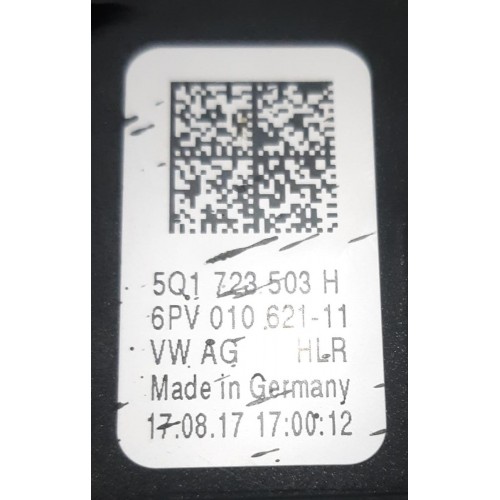 5Q1 723 503 H
6PV 010 621-11
VW AG HLR
Made in Germany
17.08.17 17:00:12